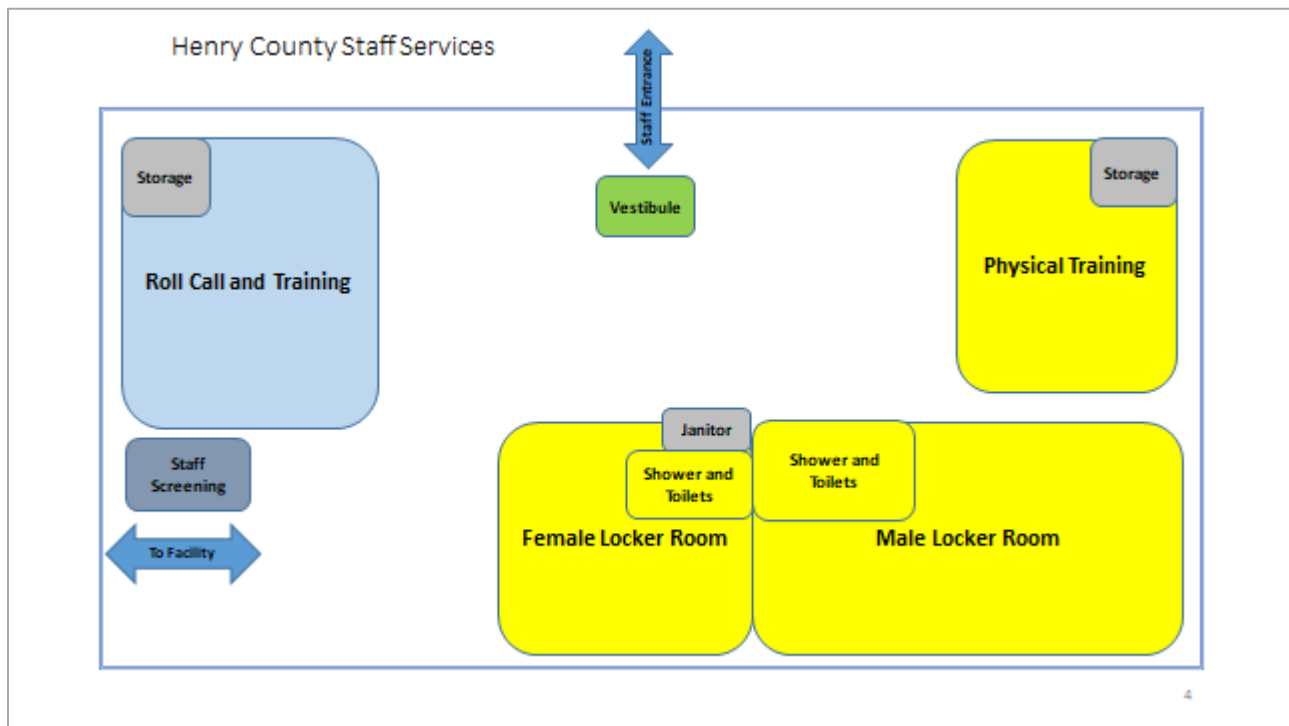 Henry County Staff Services
Staff Entrance
Storage
Vestibule
Storage
Roll Call and Training
Physical Training
Janitor
Shower and
Toilets
Shower and
Toilets
Staff
Screening
Female Locker Room
Male Locker Room
To Facility
4